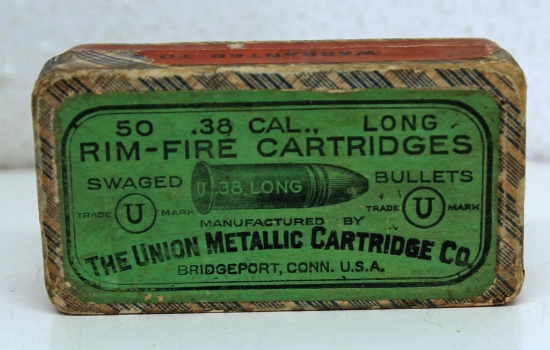 WARRANTED TO
50 .38 CAL., LONG
RIM-FIRE CARTRIDGES
SWAGED U .38 LONG BULLETS
TRADE U MARK TRADE U MARK
MANUFACTURED BY
THE UNION METALLIC CARTRIDGE CO.
BRIDGEPORT, CONN. U.S.A.